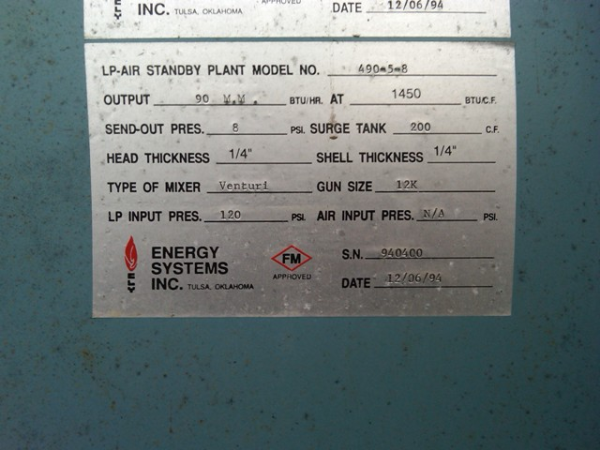 INC. TULSA, OKLAHOMA APPROVED DATE 12/06/94
LP-AIR STANDBY PLANT MODEL NO. 490-5-8
OUTPUT 90 M.M. BTU/HR. AT 1450 BTU/C.F.
SEND-OUT PRES. 8 PSI. SURGE TANK 200 C.F.
HEAD THICKNESS 1/4" SHELL THICKNESS 1/4"
TYPE OF MIXER Venturi GUN SIZE 12K
LP INPUT PRES. 120 PSI. AIR INPUT PRES. N/A PSI.
ELY ENERGY
SYSTEMS
INC. TULSA, OKLAHOMA
FM
APPROVED
S.N. 940400
DATE 12/06/94